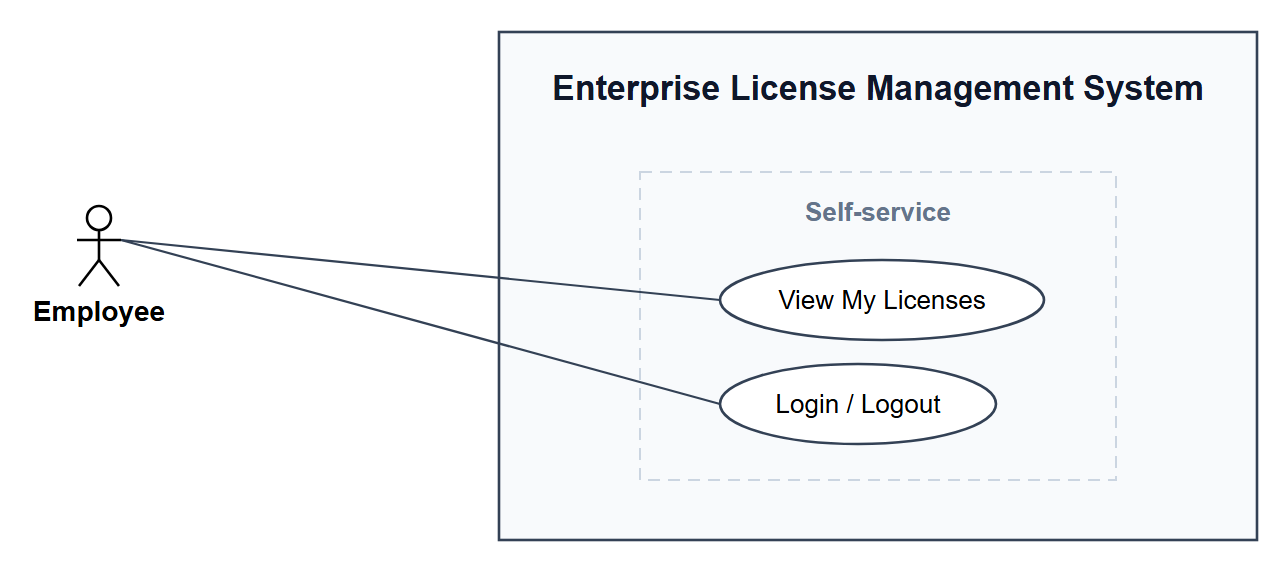 Enterprise License Management System
Self-service
Employee
View My Licenses
Login / Logout